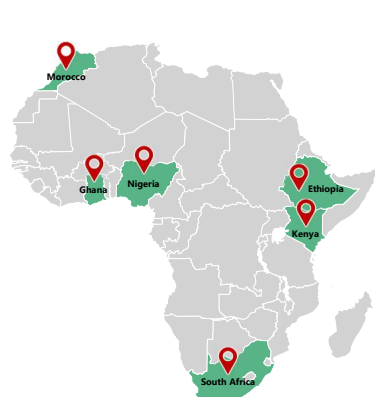 Morocco
Nigeria
Ghana
Ethiopia
Kenya
South Africa